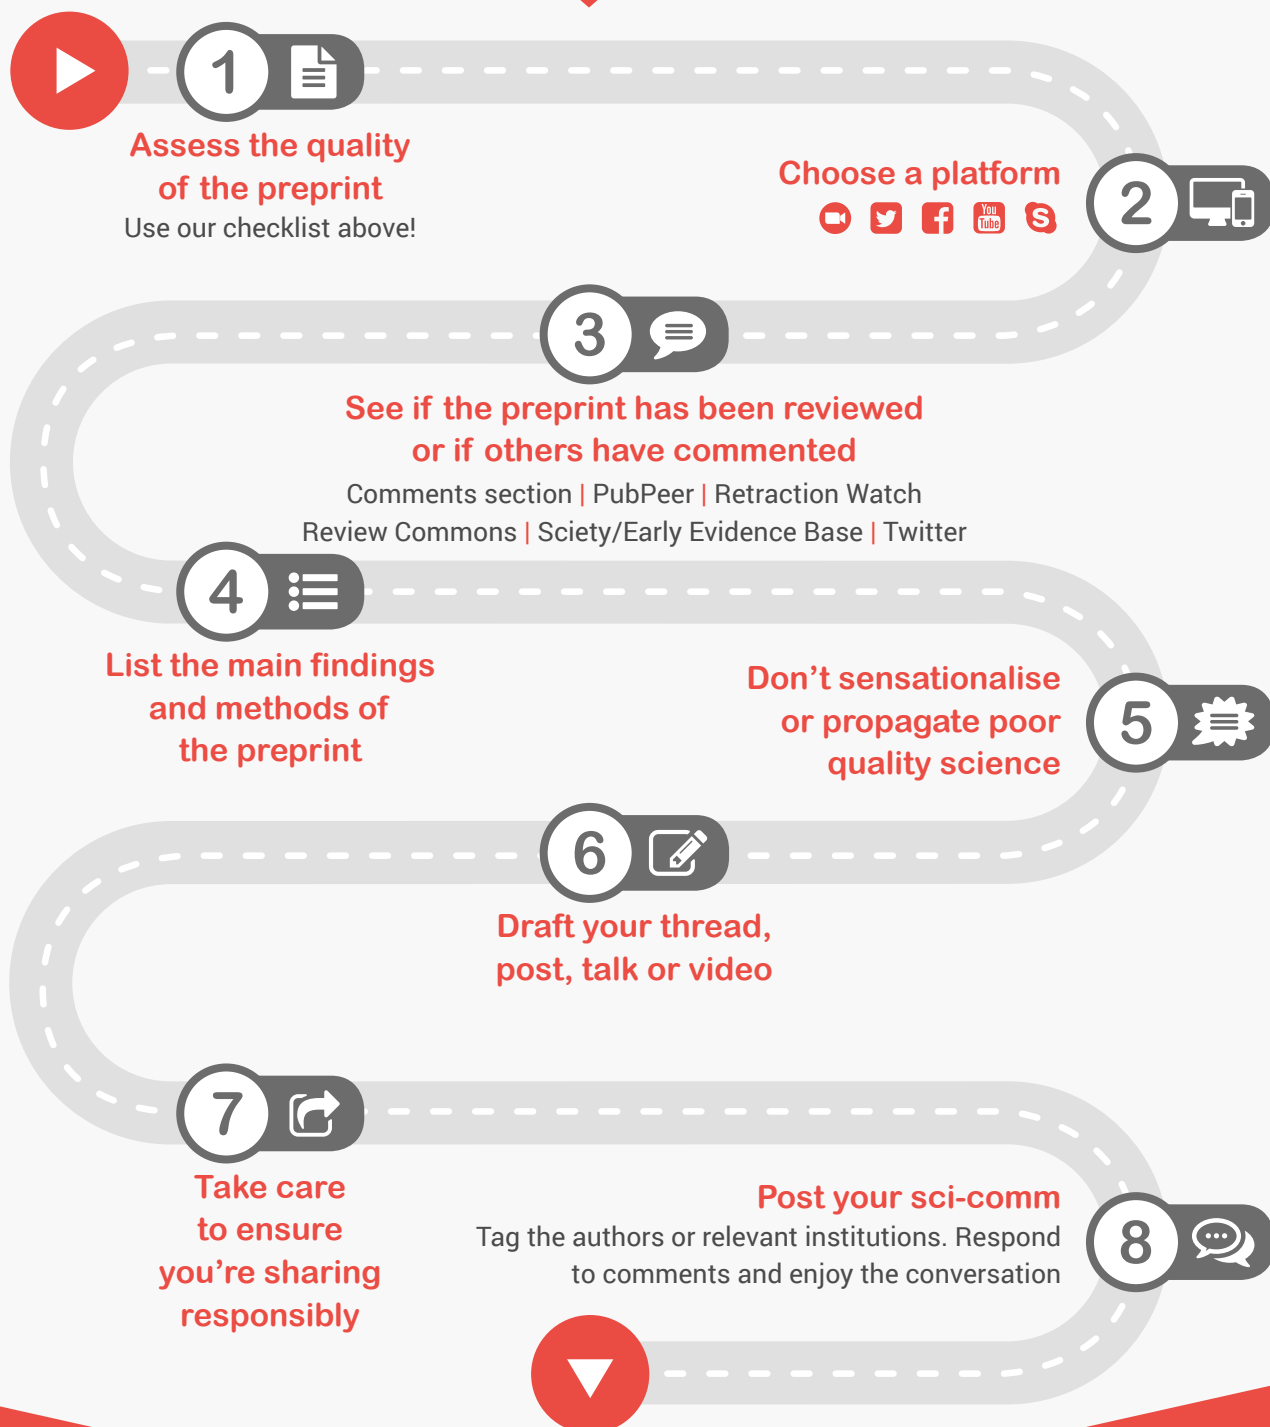 1
Assess the quality
of the preprint
Use our checklist above!
Choose a platform
You
Tube
2
3
See if the preprint has been reviewed
or if others have commented
Comments section | PubPeer | Retraction Watch
Review Commons | Sciety/Early Evidence Base | Twitter
4
List the main findings
and methods of
the preprint
Don’t sensationalise
or propagate poor
quality science
5
6
Draft your thread,
post, talk or video
7
Take care
to ensure
you’re sharing
responsibly
Post your sci-comm
Tag the authors or relevant institutions. Respond
to comments and enjoy the conversation
8